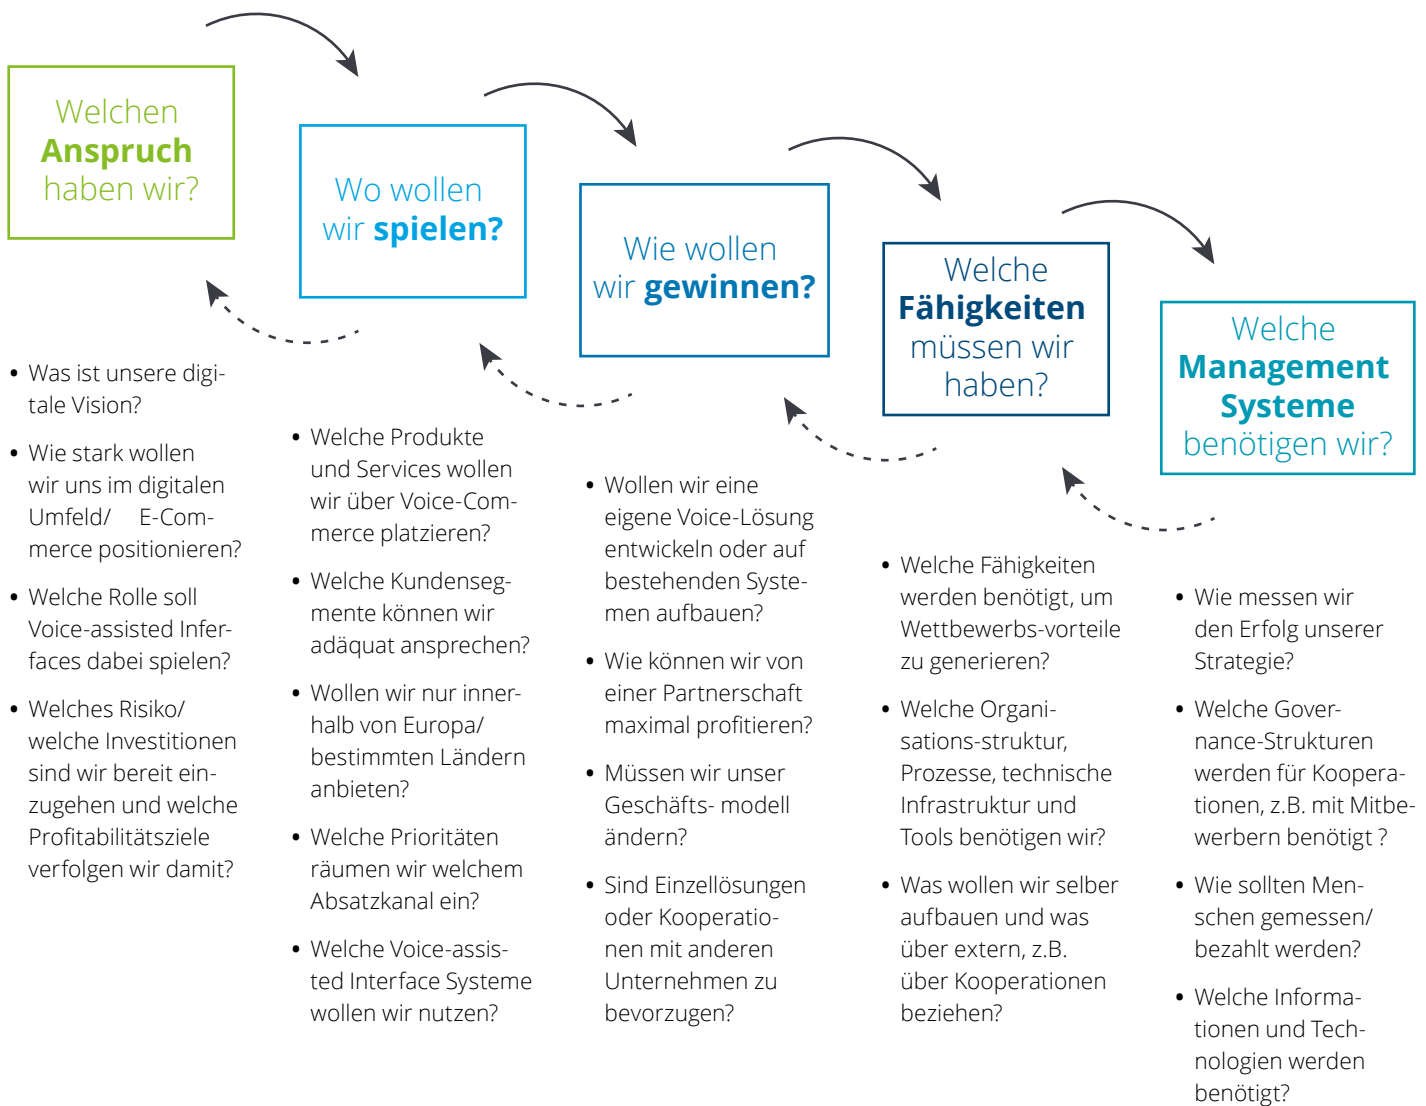 Welchen
Anspruch
haben wir?
Wo wollen
wir spielen?
Wie wollen
wir gewinnen?
Welche
Fähigkeiten
müssen wir
haben?
Welche
Management
Systeme
benötigen wir?
• Was ist unsere digi-
tale Vision?
• Wie stark wollen
wir uns im digitalen
Umfeld/ E-Com-
merce positionieren?
• Welche Rolle soll
Voice-assisted Infer-
faces dabei spielen?
• Welches Risiko/
welche Investitionen
sind wir bereit ein-
zugehen und welche
Profitabilitätsziele
verfolgen wir damit?
• Welche Produkte
und Services wollen
wir über Voice-Com-
merce platzieren?
• Welche Kundenseg-
mente können wir
adäquat ansprechen?
• Wollen wir nur inner-
halb von Europa/
bestimmten Ländern
anbieten?
• Welche Prioritäten
räumen wir welchem
Absatzkanal ein?
• Welche Voice-assis-
ted Interface Systeme
wollen wir nutzen?
• Wollen wir eine
eigene Voice-Lösung
entwickeln oder auf
bestehenden Syste-
men aufbauen?
• Wie können wir von
einer Partnerschaft
maximal profitieren?
• Müssen wir unser
Geschäfts- modell
ändern?
• Sind Einzellösungen
oder Kooperatio-
nen mit anderen
Unternehmen zu
bevorzugen?
• Welche Fähigkeiten
werden benötigt, um
Wettbewerbs-vorteile
zu generieren?
• Welche Organi-
sations-struktur,
Prozesse, technische
Infrastruktur und
Tools benötigen wir?
• Was wollen wir selber
aufbauen und was
über extern, z.B.
über Kooperationen
beziehen?
• Wie messen wir
den Erfolg unserer
Strategie?
• Welche Gover-
nance-Strukturen
werden für Koopera-
tionen, z.B. mit Mitbe-
werbern benötigt ?
• Wie sollten Men-
schen gemessen/
bezahlt werden?
• Welche Informa-
tionen und Tech-
nologien werden
benötigt?